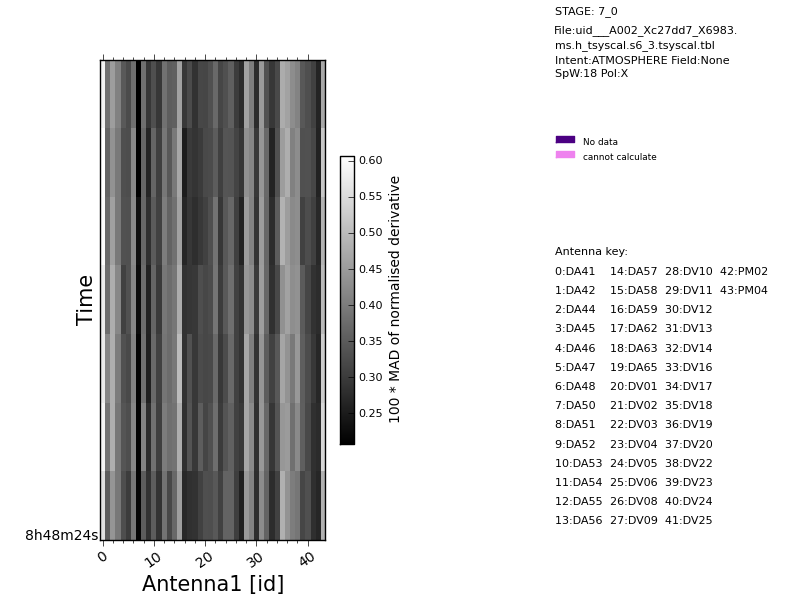 STAGE: 7_0
File:uid___A002_Xc27dd7_X6983.
ms.h_tsyscal.s6_3.tsyscal.tbl
Intent:ATMOSPHERE Field:None
SpW:18 Pol:X
No data
cannot calculate
0.60
0.55
0.50
0.45
0.40
0.35
0.30
0.25
100 * MAD of normalised derivative
Time
8h48m24s
0 10 20 30 40
Antenna1 [id]
Antenna key:
0:DA41 14:DA57 28:DV10 42:PM02
1:DA42 15:DA58 29:DV11 43:PM04
2:DA44 16:DA59 30:DV12
3:DA45 17:DA62 31:DV13
4:DA46 18:DA63 32:DV14
5:DA47 19:DA65 33:DV16
6:DA48 20:DV01 34:DV17
7:DA50 21:DV02 35:DV18
8:DA51 22:DV03 36:DV19
9:DA52 23:DV04 37:DV20
10:DA53 24:DV05 38:DV22
11:DA54 25:DV06 39:DV23
12:DA55 26:DV08 40:DV24
13:DA56 27:DV09 41:DV25